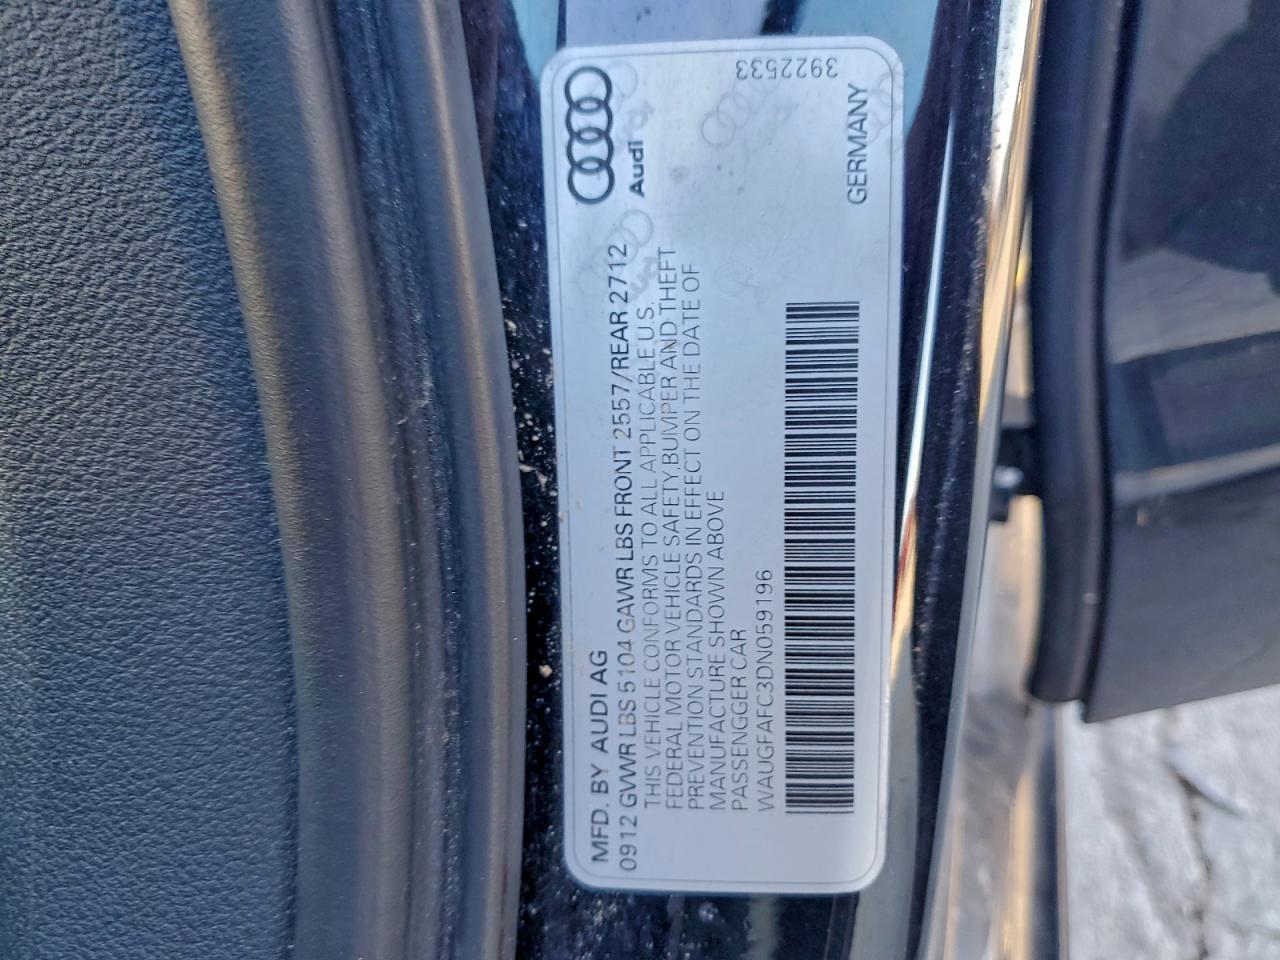 Audi
MFD. BY AUDI AG
0912 GVWR LBS 5104 GAWR LBS FRONT 2557/REAR 2712
THIS VEHICLE CONFORMS TO ALL APPLICABLE U.S.
FEDERAL MOTOR VEHICLE SAFETY,BUMPER AND THEFT
PREVENTION STANDARDS IN EFFECT ON THE DATE OF
MANUFACTURE SHOWN ABOVE
PASSENGGER CAR
WAUGFAFC3DN059196
GERMANY
3922533